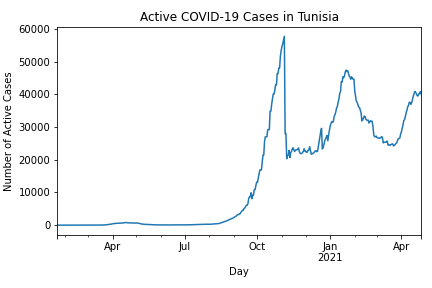 Active COVID-19 Cases in Tunisia
Number of Active Cases
60000
50000
40000
30000
20000
10000
0
Apr
Jul
Oct
Jan
2021
Apr
Day